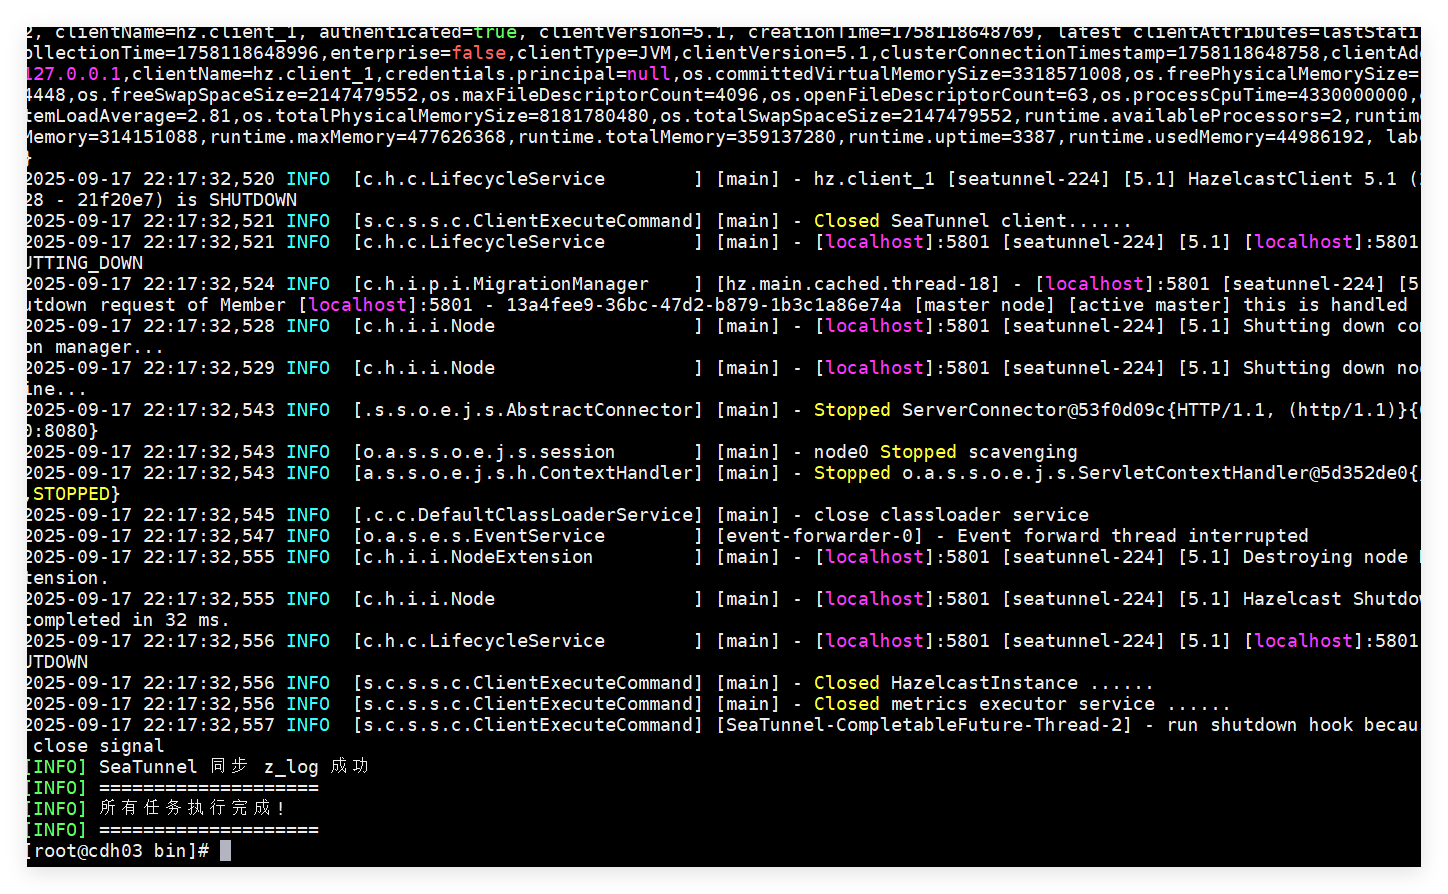 2, clientName=hz.client_1, authenticated=true, clientVersion=5.1, creationTime=1758118648769, latest clientAttributes=lastStati
ollectionTime=1758118648996,enterprise=false,clientType=JVM,clientVersion=5.1,clusterConnectionTimestamp=1758118648758,clientAd
127.0.0.1,clientName=hz.client_1,credentials.principal=null,os.committedVirtualMemorySize=3318571008,os.freePhysicalMemorySize=
4448,os.freeSwapSpaceSize=2147479552,os.maxFileDescriptorCount=4096,os.openFileDescriptorCount=63,os.processCpuTime=4330000000,
temLoadAverage=2.81,os.totalPhysicalMemorySize=8181780480,os.totalSwapSpaceSize=2147479552,runtime.availableProcessors=2,runtim
Memory=314151088,runtime.maxMemory=477626368,runtime.totalMemory=359137280,runtime.uptime=3387,runtime.usedMemory=44986192, lab
}
2025-09-17 22:17:32,520 INFO  [c.h.c.LifecycleService        ] [main] - hz.client_1 [seatunnel-224] [5.1] HazelcastClient 5.1 (
28 - 21f20e7) is SHUTDOWN
2025-09-17 22:17:32,521 INFO  [s.c.s.s.c.ClientExecuteCommand] [main] - Closed SeaTunnel client......
2025-09-17 22:17:32,521 INFO  [c.h.c.LifecycleService        ] [main] - [localhost]:5801 [seatunnel-224] [5.1] [localhost]:5801
UTTING_DOWN
2025-09-17 22:17:32,524 INFO  [c.h.i.p.i.MigrationManager    ] [hz.main.cached.thread-18] - [localhost]:5801 [seatunnel-224] [5
utdown request of Member [localhost]:5801 - 13a4fee9-36bc-47d2-b879-1b3c1a86e74a [master node] [active master] this is handled
2025-09-17 22:17:32,528 INFO  [c.h.i.i.Node                  ] [main] - [localhost]:5801 [seatunnel-224] [5.1] Shutting down co
on manager...
2025-09-17 22:17:32,529 INFO  [c.h.i.i.Node                  ] [main] - [localhost]:5801 [seatunnel-224] [5.1] Shutting down no
ine...
2025-09-17 22:17:32,543 INFO  [.s.s.o.e.j.s.AbstractConnector] [main] - Stopped ServerConnector@53f0d09c{HTTP/1.1, (http/1.1)}{
0:8080}
2025-09-17 22:17:32,543 INFO  [o.a.s.s.o.e.j.s.session       ] [main] - node0 Stopped scavenging
2025-09-17 22:17:32,543 INFO  [a.s.s.o.e.j.s.h.ContextHandler] [main] - Stopped o.a.s.s.o.e.j.s.ServletContextHandler@5d352de0{
,STOPPED}
2025-09-17 22:17:32,545 INFO  [.c.c.DefaultClassLoaderService] [main] - close classloader service
2025-09-17 22:17:32,547 INFO  [o.a.s.e.s.EventService        ] [event-forwarder-0] - Event forward thread interrupted
2025-09-17 22:17:32,555 INFO  [c.h.i.i.NodeExtension         ] [main] - [localhost]:5801 [seatunnel-224] [5.1] Destroying node
tension.
2025-09-17 22:17:32,555 INFO  [c.h.i.i.Node                  ] [main] - [localhost]:5801 [seatunnel-224] [5.1] Hazelcast Shutdow
completed in 32 ms.
2025-09-17 22:17:32,556 INFO  [c.h.c.LifecycleService        ] [main] - [localhost]:5801 [seatunnel-224] [5.1] [localhost]:5801
UTDOWN
2025-09-17 22:17:32,556 INFO  [s.c.s.s.c.ClientExecuteCommand] [main] - Closed HazelcastInstance ......
2025-09-17 22:17:32,556 INFO  [s.c.s.s.c.ClientExecuteCommand] [main] - Closed metrics executor service ......
2025-09-17 22:17:32,557 INFO  [s.c.s.s.c.ClientExecuteCommand] [SeaTunnel-CompletableFuture-Thread-2] - run shutdown hook becau
close signal
[INFO] SeaTunnel 同步 z_log 成功
[INFO] ====================
[INFO] 所有任务执行完成!
[INFO] ====================
[root@cdh03 bin]#